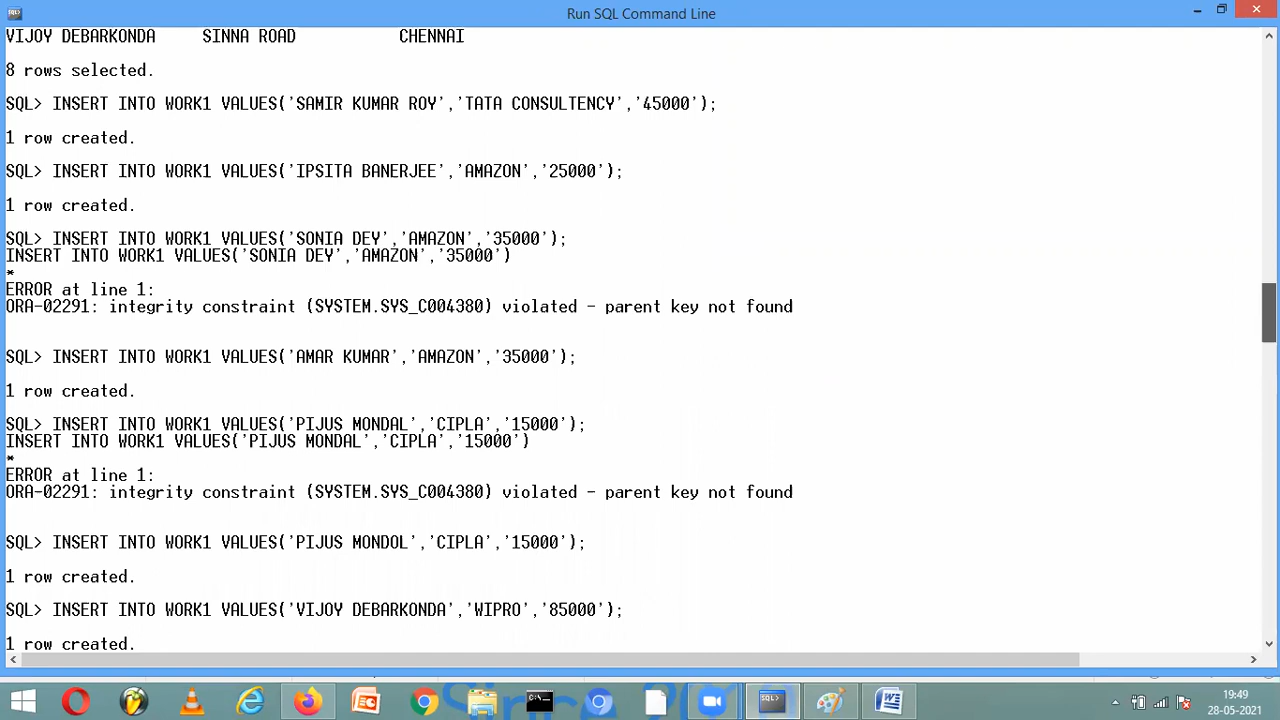 Run SQL Command Line
VIJOY DEBARKONDA     SINNA ROAD           CHENNAI
8 rows selected.
SQL> INSERT INTO WORK1 VALUES('SAMIR KUMAR ROY','TATA CONSULTENCY','45000');
1 row created.
SQL> INSERT INTO WORK1 VALUES('IPSITA BANERJEE','AMAZON','25000');
1 row created.
SQL> INSERT INTO WORK1 VALUES('SONIA DEY','AMAZON','35000');
INSERT INTO WORK1 VALUES('SONIA DEY','AMAZON','35000')
*
ERROR at line 1:
ORA-02291: integrity constraint (SYSTEM.SYS_C004380) violated - parent key not found
SQL> INSERT INTO WORK1 VALUES('AMAR KUMAR','AMAZON','35000');
1 row created.
SQL> INSERT INTO WORK1 VALUES('PIJUS MONDAL','CIPLA','15000');
INSERT INTO WORK1 VALUES('PIJUS MONDAL','CIPLA','15000')
*
ERROR at line 1:
ORA-02291: integrity constraint (SYSTEM.SYS_C004380) violated - parent key not found
SQL> INSERT INTO WORK1 VALUES('PIJUS MONDOL','CIPLA','15000');
1 row created.
SQL> INSERT INTO WORK1 VALUES('VIJOY DEBARKONDA','WIPRO','85000');
1 row created.
19:49
28-05-2021